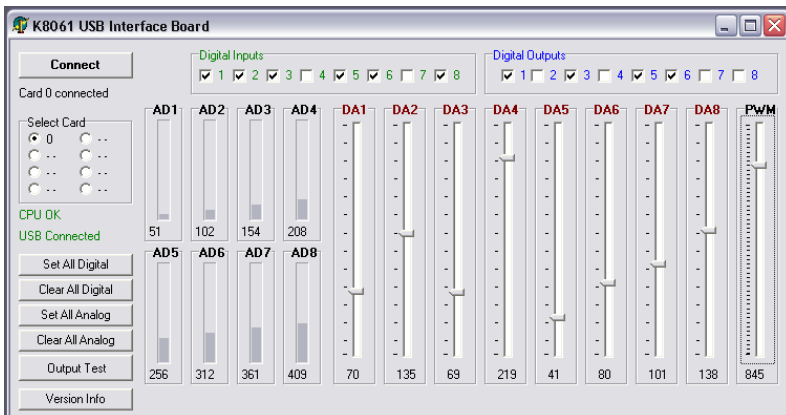 K8061 USB Interface Board
Connect
Card 0 connected
Select Card
0 --
-- --
-- --
-- --
CPU OK
USB Connected
Set All Digital
Clear All Digital
Set All Analog
Clear All Analog
Output Test
Version Info
Digital Inputs
1 2 3 4 5 6 7 8
Digital Outputs
1 2 3 4 5 6 7 8
AD1 AD2 AD3 AD4
51 102 154 208
AD5 AD6 AD7 AD8
256 312 361 409
DA1 DA2 DA3 DA4 DA5 DA6 DA7 DA8 PWM
70 135 69 219 41 80 101 138 845